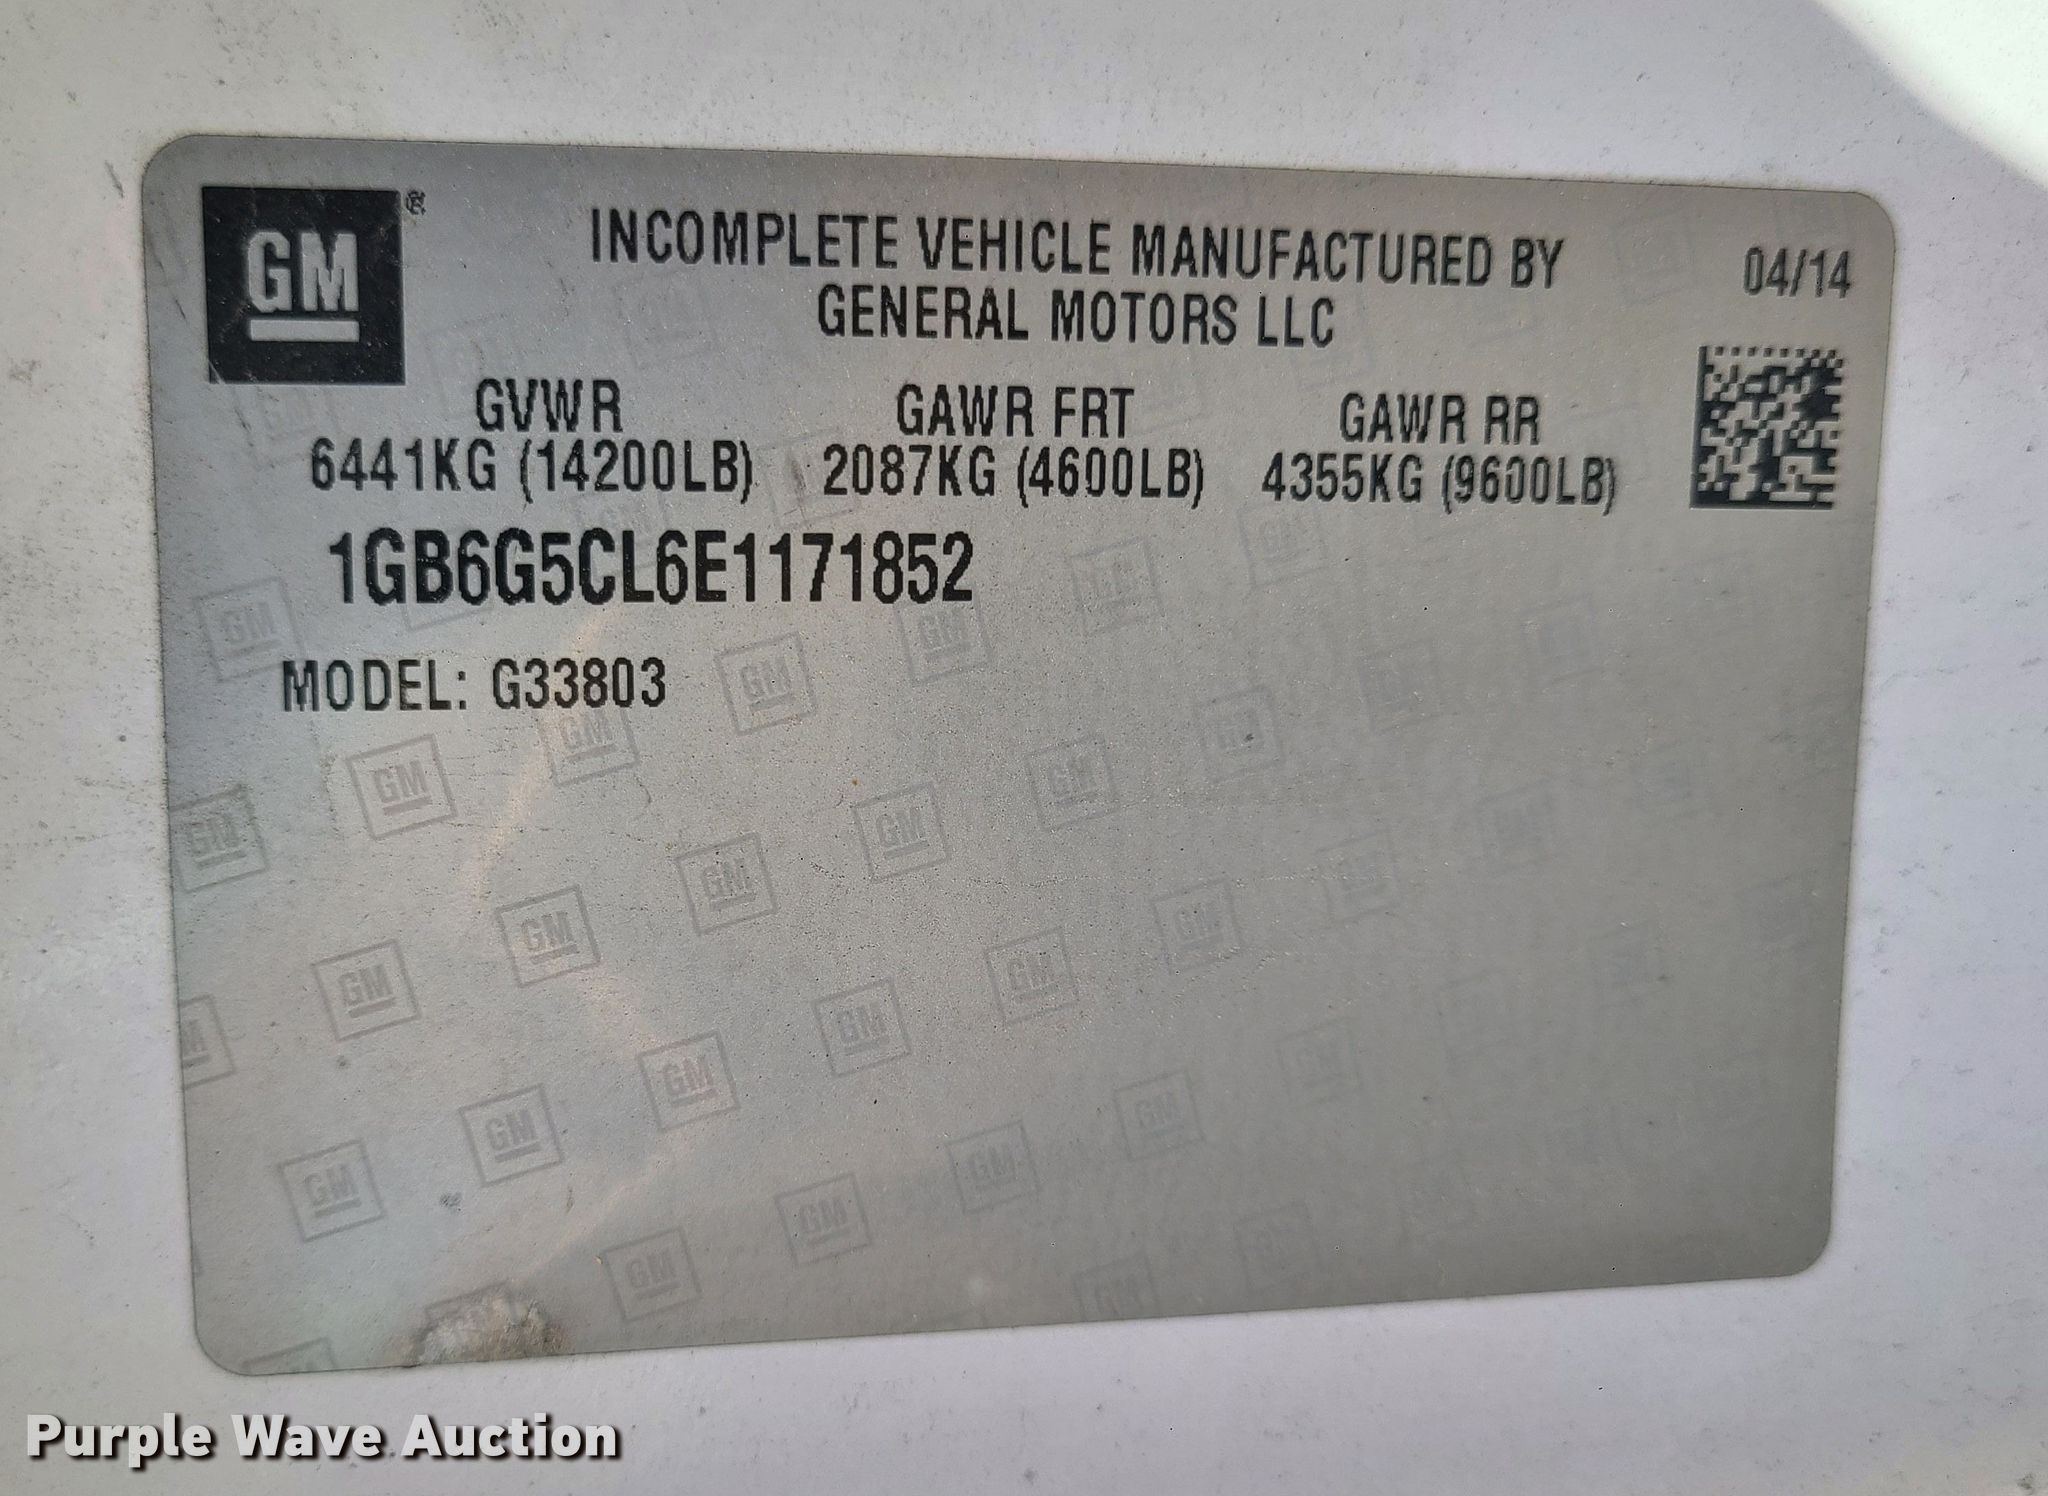 GM®
INCOMPLETE VEHICLE MANUFACTURED BY
GENERAL MOTORS LLC
04/14
GVWR
6441KG (14200LB)
GAWR FRT
2087KG (4600LB)
GAWR RR
4355KG (9600LB)
1GB6G5CL6E1171852
MODEL: G33803
Purple Wave Auction